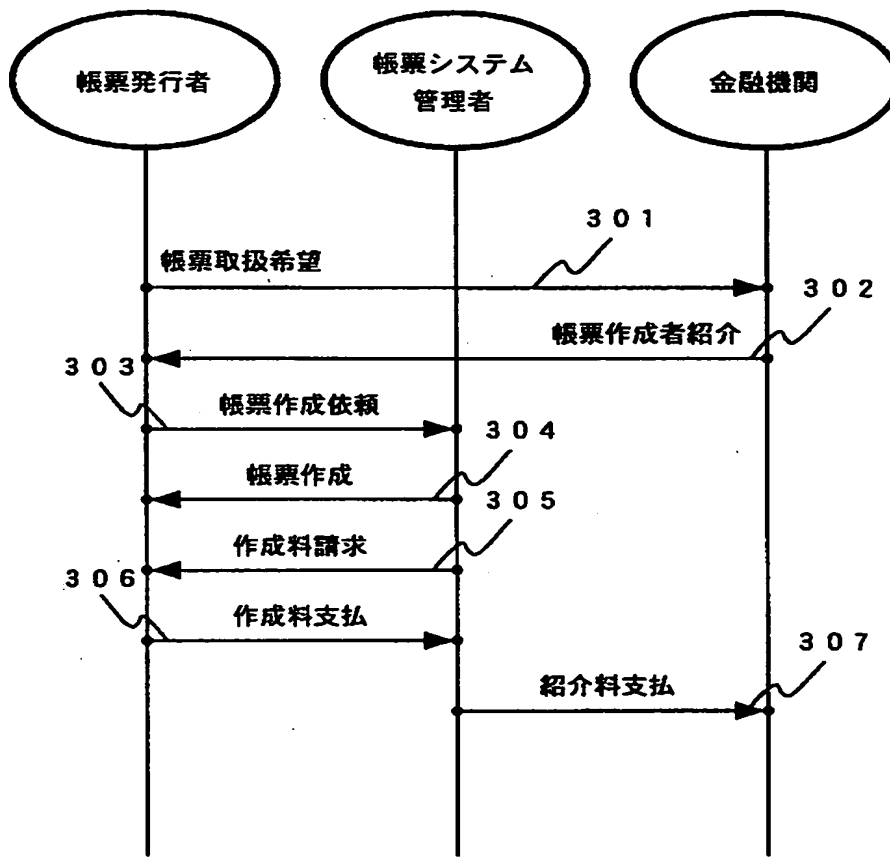 帳票発行者
帳票システム
管理者
金融機関
301
帳票取扱希望
302
帳票作成者紹介
303
帳票作成依頼
304
帳票作成
305
作成料請求
306
作成料支払
307
紹介料支払